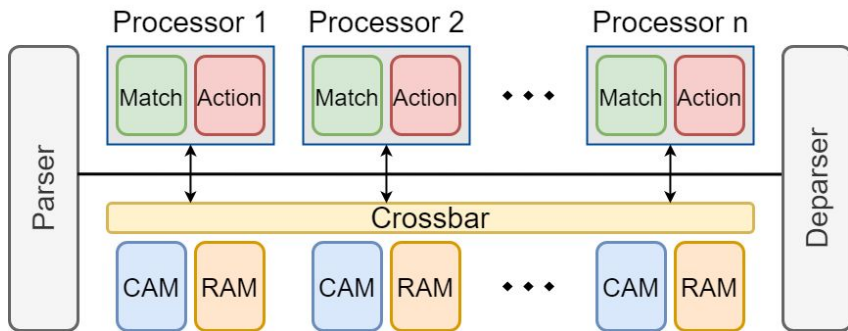 Processor 1
Processor 2
Processor n
Parser
Match
Action
Match
Action
Match
Action
Deparser
Crossbar
CAM
RAM
CAM
RAM
CAM
RAM